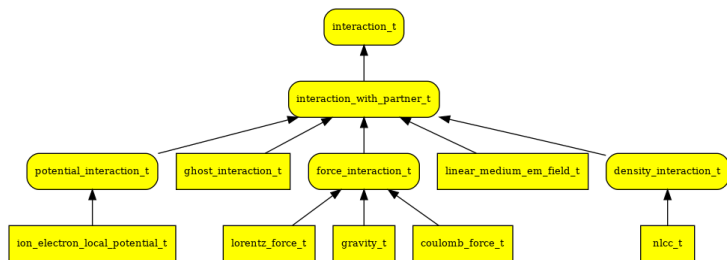 interaction_t
interaction_with_partner_t
potential_interaction_t
ghost_interaction_t
force_interaction_t
linear_medium_em_field_t
density_interaction_t
ion_electron_local_potential_t
lorentz_force_t
gravity_t
coulomb_force_t
nlcc_t